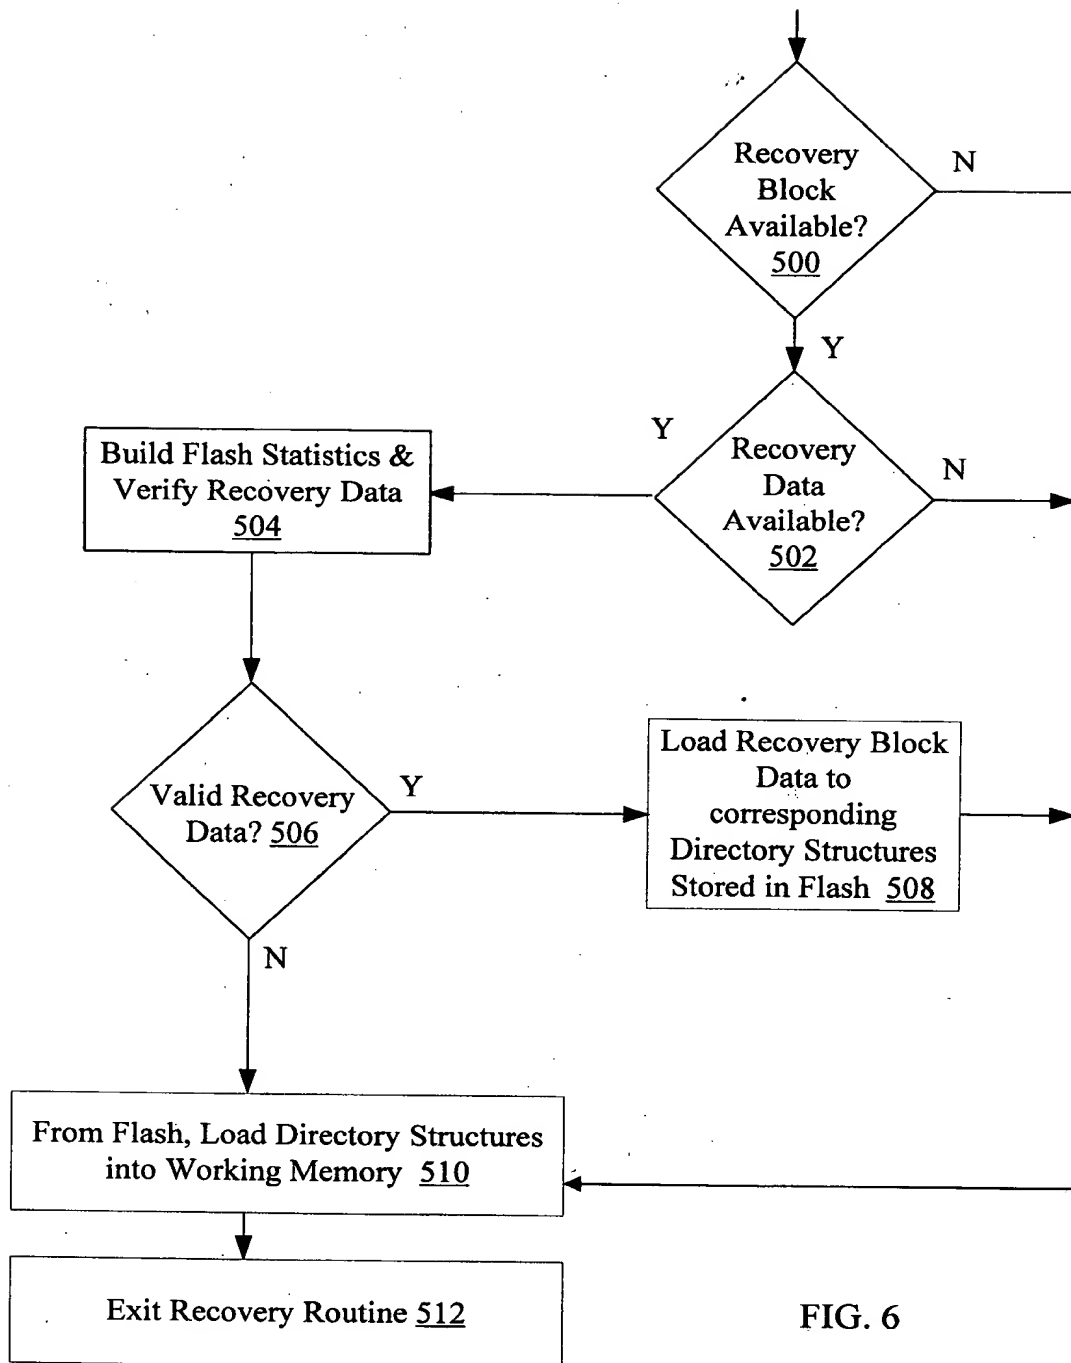 Recovery
Block
Available?
500
N
Y
Y
Recovery
Data
Available?
502
N
Build Flash Statistics &
Verify Recovery Data
504
Valid Recovery
Data? 506
Y
N
Load Recovery Block
Data to
corresponding
Directory Structures
Stored in Flash 508
From Flash, Load Directory Structures
into Working Memory 510
Exit Recovery Routine 512
FIG. 6